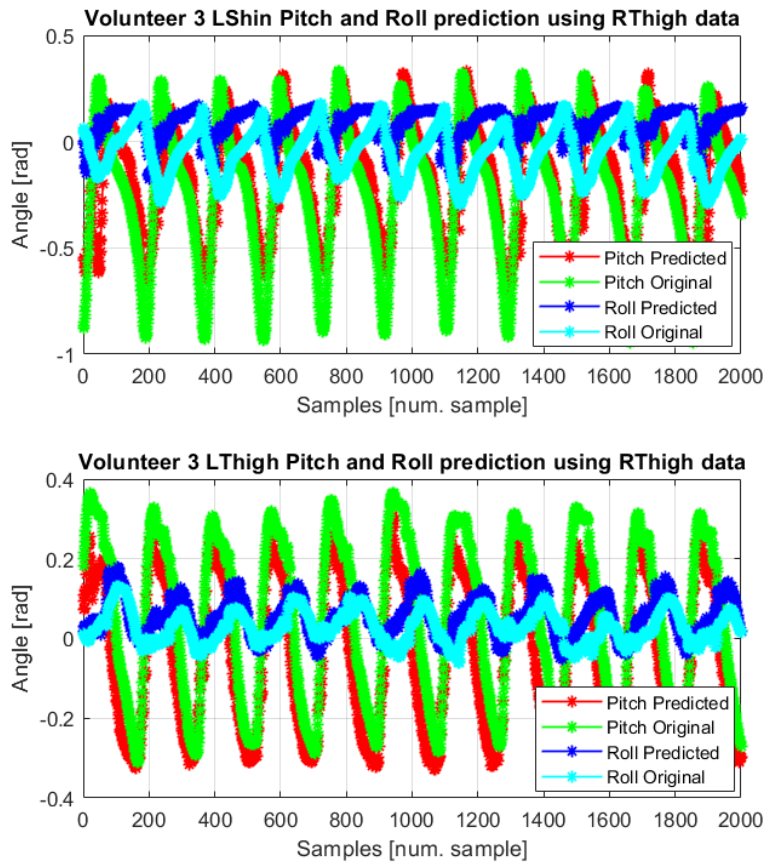 Volunteer 3 LShin Pitch and Roll prediction using RThigh data
0.5
0
-0.5
-1
Angle [rad]
Pitch Predicted
Pitch Original
Roll Predicted
Roll Original
0 200 400 600 800 1000 1200 1400 1600 1800 2000
Samples [num. sample]
Volunteer 3 LThigh Pitch and Roll prediction using RThigh data
0.4
0.2
0
-0.2
-0.4
Angle [rad]
Pitch Predicted
Pitch Original
Roll Predicted
Roll Original
0 200 400 600 800 1000 1200 1400 1600 1800 2000
Samples [num. sample]